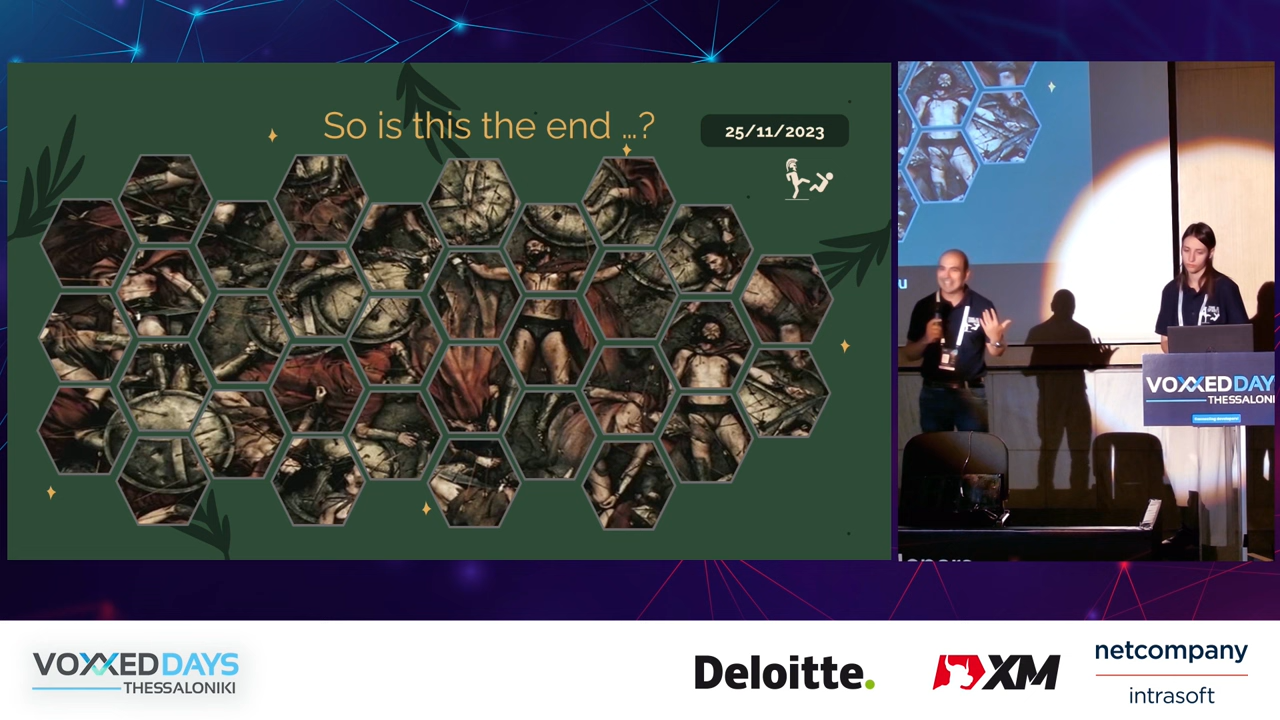 So is this the end ...?
25/11/2023
u
VOXXED DAY
THESSALONI
VOXXED DAYS
THESSALONIKI
Deloitte.
XM
netcompany
intrasoft